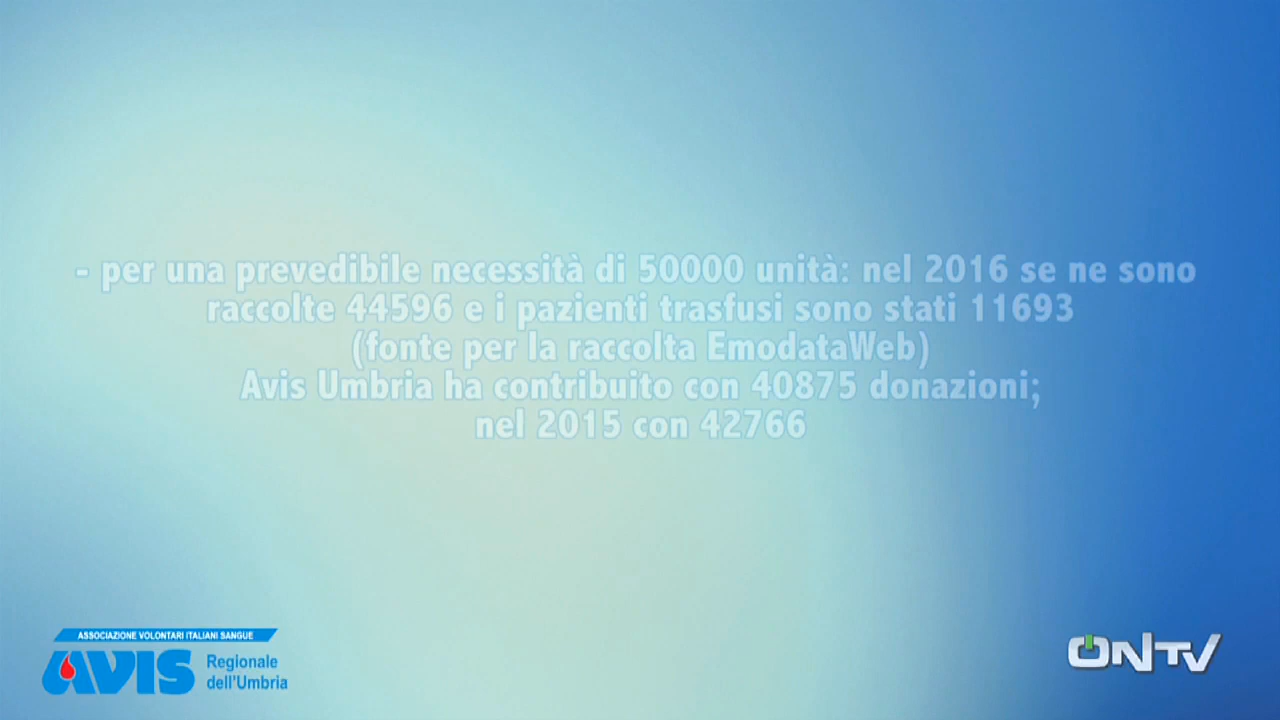 - per una prevedibile necessità di 50000 unità: nel 2016 se ne sono
raccolte 44596 e i pazienti trasfusi sono stati 11693
(fonte per la raccolta EmodataWeb)
Avis Umbria ha contribuito con 40875 donazioni;
nel 2015 con 42766
ASSOCIAZIONE VOLONTARI ITALIANI SANGUE
AVIS
Regionale
dell'Umbria
ONTV